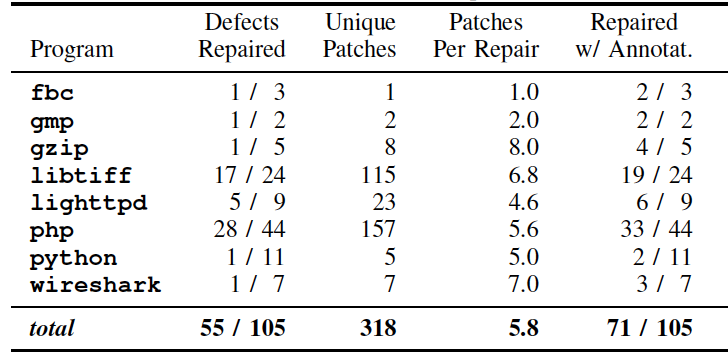 Defects Unique Patches Repaired
Program Repaired Patches Per Repair w/ Annotat.
fbc 1 / 3 1 1.0 2 / 3
gmp 1 / 2 2 2.0 2 / 2
gzip 1 / 5 8 8.0 4 / 5
libtiff 17 / 24 115 6.8 19 / 24
lighttpd 5 / 9 23 4.6 6 / 9
php 28 / 44 157 5.6 33 / 44
python 1 / 11 5 5.0 2 / 11
wireshark 1 / 7 7 7.0 3 / 7
total 55 / 105 318 5.8 71 / 105